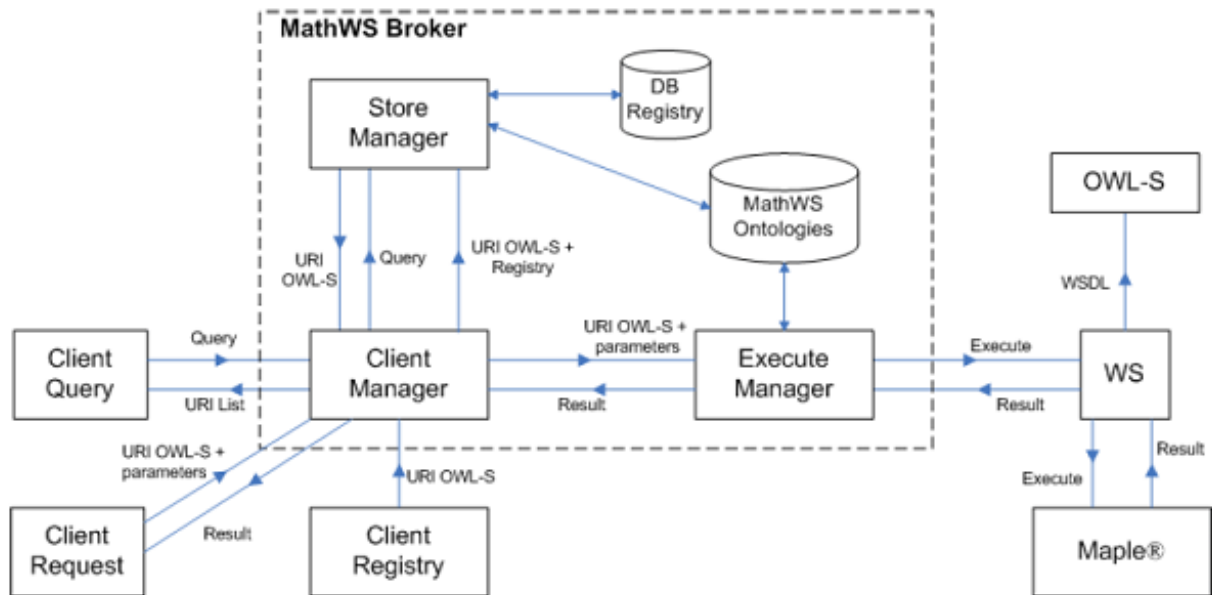 MathWS Broker
DB
Registry
Store
Manager
OWL-S
MathWS
Ontologies
URI
OWL-S
Query
URI OWL-S +
Registry
WSDL
Client
Query
Query
URI List
Client
Manager
URI OWL-S +
parameters
Result
Execute
Manager
Execute
Result
WS
URI OWL-S +
parameters
Result
URI OWL-S
Execute
Result
Client
Request
Client
Registry
Maple®